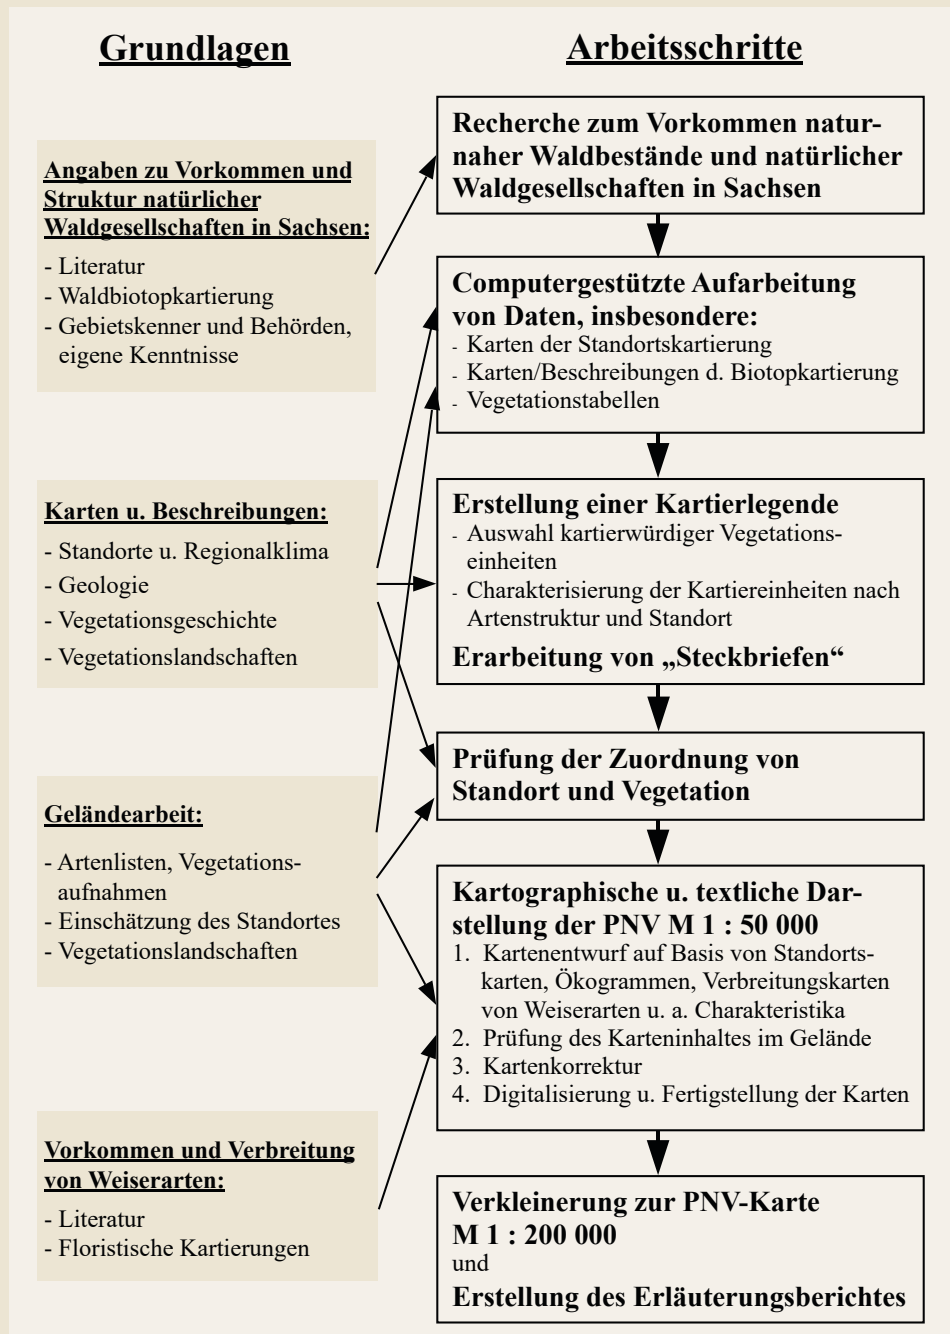 Grundlagen
Angaben zu Vorkommen und
Struktur natürlicher
Waldgesellschaften in Sachsen:
- Literatur
- Waldbiotopkartierung
- Gebietskenner und Behörden,
eigene Kenntnisse
Karten u. Beschreibungen:
- Standorte u. Regionalklima
- Geologie
- Vegetationsgeschichte
- Vegetationslandschaften
Geländearbeit:
- Artenlisten, Vegetations-
aufnahmen
- Einschätzung des Standortes
- Vegetationslandschaften
Vorkommen und Verbreitung
von Weiserarten:
- Literatur
- Floristische Kartierungen
Arbeitsschritte
Recherche zum Vorkommen natur-
naher Waldbestände und natürlicher
Waldgesellschaften in Sachsen
Computergestützte Aufarbeitung
von Daten, insbesondere:
- Karten der Standortskartierung
- Karten/Beschreibungen d. Biotopkartierung
- Vegetationstabellen
Erstellung einer Kartierlegende
- Auswahl kartierwürdiger Vegetations-
einheiten
- Charakterisierung der Kartiereinheiten nach
Artenstruktur und Standort
Erarbeitung von „Steckbriefen“
Prüfung der Zuordnung von
Standort und Vegetation
Kartographische u. textliche Dar-
stellung der PNV M 1 : 50 000
1. Kartenentwurf auf Basis von Standorts-
karten, Ökogrammen, Verbreitungskarten
von Weiserarten u. a. Charakteristika
2. Prüfung des Karteninhaltes im Gelände
3. Kartenkorrektur
4. Digitalisierung u. Fertigstellung der Karten
Verkleinerung zur PNV-Karte
M 1 : 200 000
und
Erstellung des Erläuterungsberichtes